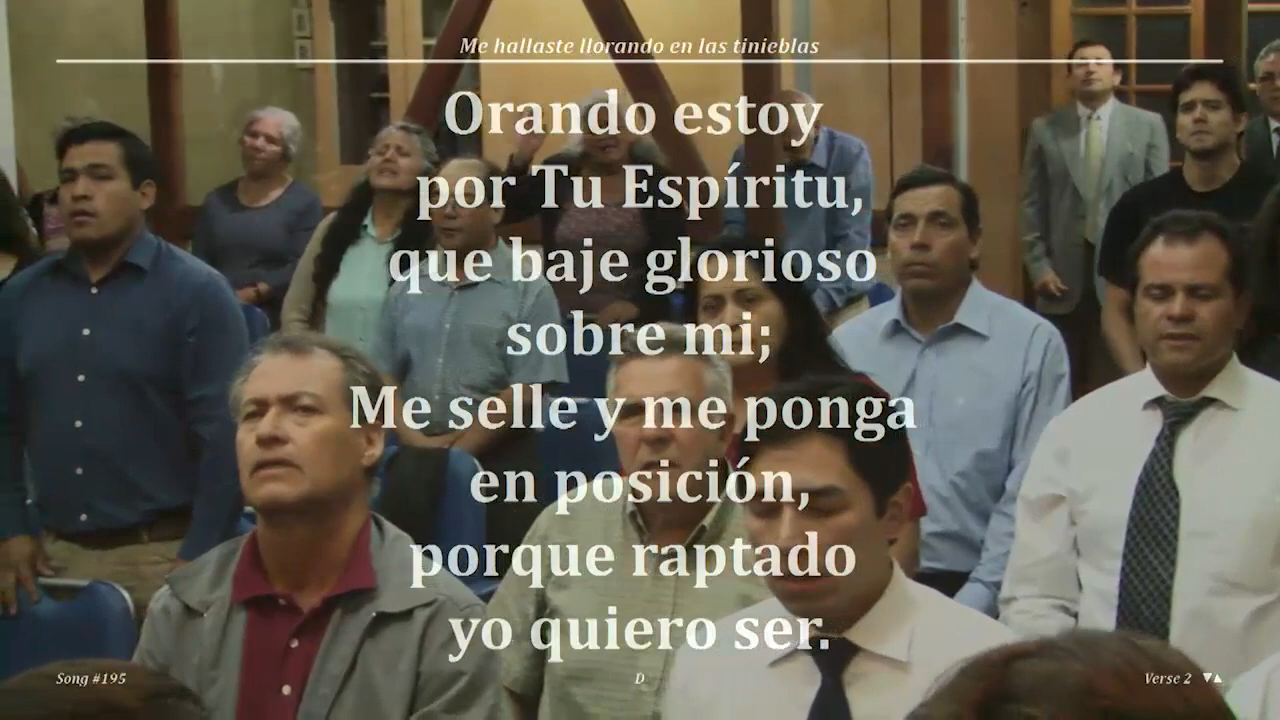 Me hallaste llorando en las tinieblas
Orando estoy
por Tu Espíritu,
que baje glorioso
sobre mi;
Me selle y me ponga
en posición,
porque raptado
yo quiero ser.
Song #195
D
Verse 2 ▼▲